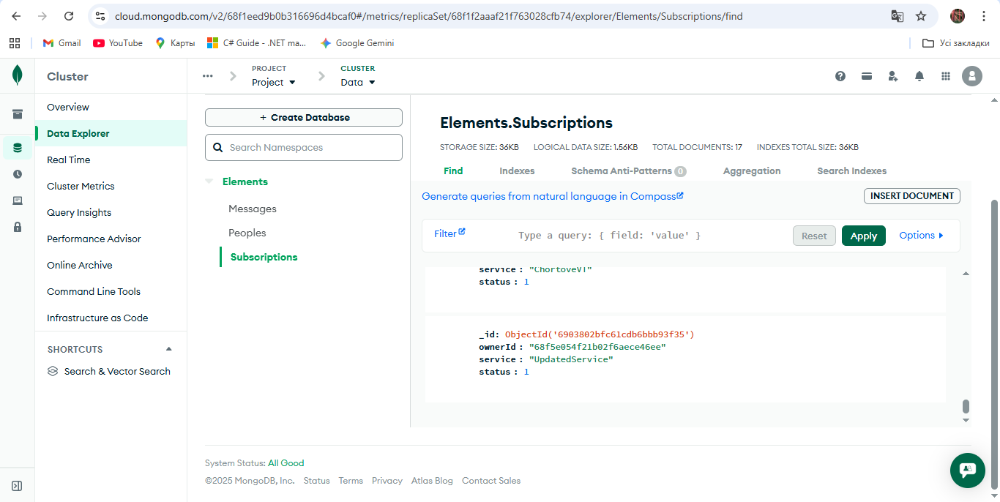 cloud.mongodb.com/v2/68f1eed9b0b316696d4bcaf0#/metrics/replicaSet/68f1f2aaaf21f763028cfb74/explorer/Elements/Subscriptions/find
Gmail YouTube Карты C# Guide - .NET ma... Google Gemini Усі закладки
Cluster
PROJECT
Project
CLUSTER
Data
Overview
Data Explorer
Real Time
Cluster Metrics
Query Insights
Performance Advisor
Online Archive
Command Line Tools
Infrastructure as Code
SHORTCUTS
Search & Vector Search
+ Create Database
Search Namespaces
Elements
Messages
Peoples
Subscriptions
Elements.Subscriptions
STORAGE SIZE: 36KB LOGICAL DATA SIZE: 1.56KB TOTAL DOCUMENTS: 17 INDEXES TOTAL SIZE: 36KB
Find Indexes Schema Anti-Patterns 0 Aggregation Search Indexes
Generate queries from natural language in Compass
INSERT DOCUMENT
Filter Type a query: { field: 'value' } Reset Apply Options
service : "ChortoveVT"
status : 1
_id: ObjectId('6903802bfc61cdb6bbb93f35')
ownerId : "68f5e054f21b02f6aece46ee"
service : "UpdatedService"
status : 1
System Status: All Good
©2025 MongoDB, Inc. Status Terms Privacy Atlas Blog Contact Sales